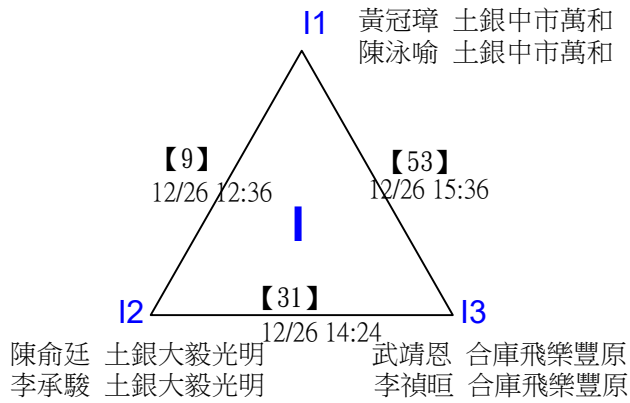 I1
黃冠璋 土銀中市萬和
陳泳喻 土銀中市萬和
【9】
12/26 12:36
【53】
12/26 15:36
I
I2
【31】
12/26 14:24
I3
陳俞廷 土銀大毅光明
李承駿 土銀大毅光明
武靖恩 合庫飛樂豐原
李禎晅 合庫飛樂豐原